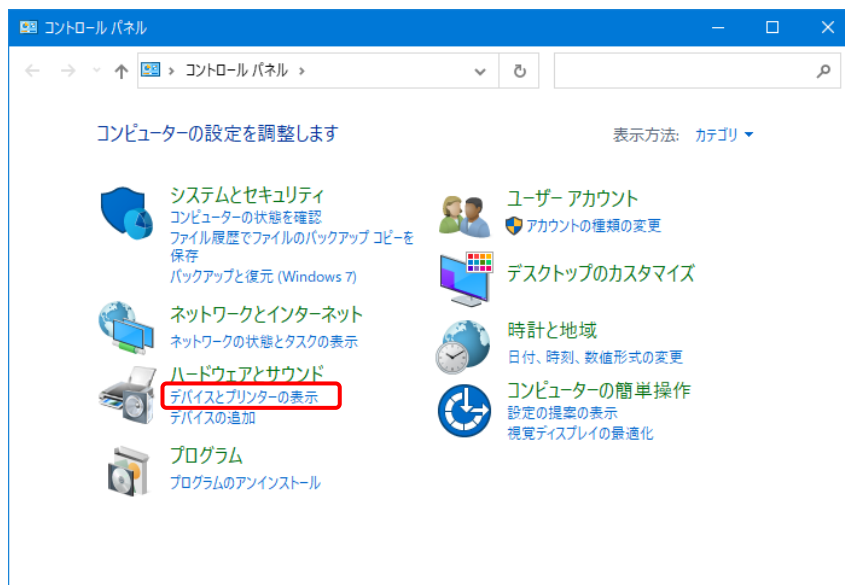 コントロール パネル
コントロール パネル
コンピューターの設定を調整します
表示方法: カテゴリ
システムとセキュリティ
コンピューターの状態を確認
ファイル履歴でファイルのバックアップ コピーを
保存
バックアップと復元 (Windows 7)
ネットワークとインターネット
ネットワークの状態とタスクの表示
ハードウェアとサウンド
デバイスとプリンターの表示
デバイスの追加
プログラム
プログラムのアンインストール
ユーザー アカウント
アカウントの種類の変更
デスクトップのカスタマイズ
時計と地域
日付、時刻、数値形式の変更
コンピューターの簡単操作
設定の提案の表示
視覚ディスプレイの最適化